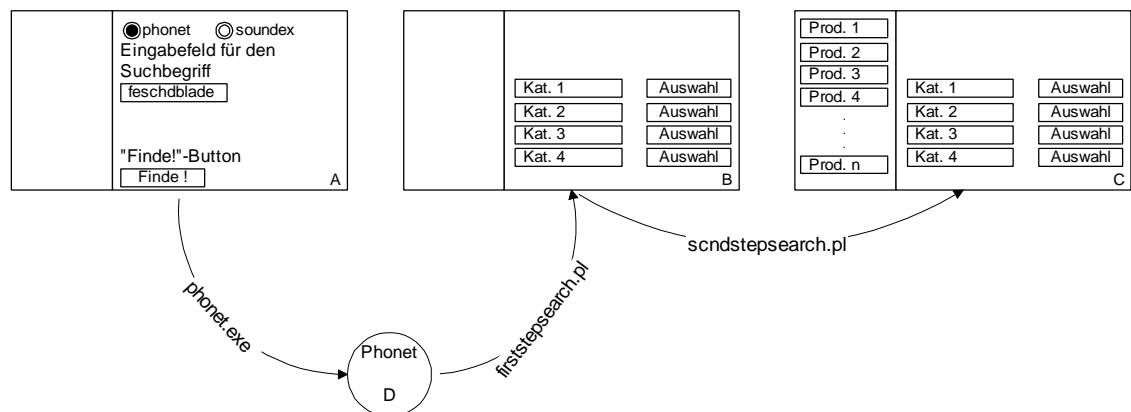 phonet soundex
Eingabefeld für den
Suchbegriff
feschdblade
"Finde!"-Button
Finde !
A
Kat. 1 Auswahl
Kat. 2 Auswahl
Kat. 3 Auswahl
Kat. 4 Auswahl
B
Prod. 1
Prod. 2
Prod. 3
Prod. 4
.
.
.
Prod. n
Kat. 1 Auswahl
Kat. 2 Auswahl
Kat. 3 Auswahl
Kat. 4 Auswahl
C
phonet.exe
Phonet
D
firststepsearch.pl
scndstepsearch.pl